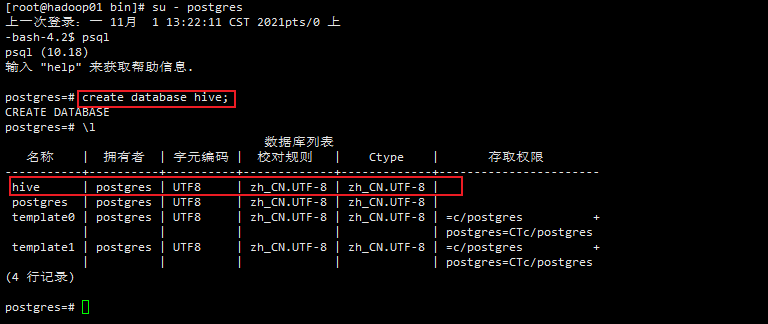 [root@hadoop01 bin]# su - postgres
上一次登录：一 11月  1 13:22:11 CST 2021pts/0 上
-bash-4.2$ psql
psql (10.18)
输入 "help" 来获取帮助信息.
postgres=# create database hive;
CREATE DATABASE
postgres=# \l
数据库列表
名称 | 拥有者 | 字元编码 | 校对规则 | Ctype | 存取权限
-----------+----------+----------+-------------+-------------+-----------------------
hive | postgres | UTF8 | zh_CN.UTF-8 | zh_CN.UTF-8 |
postgres | postgres | UTF8 | zh_CN.UTF-8 | zh_CN.UTF-8 |
template0 | postgres | UTF8 | zh_CN.UTF-8 | zh_CN.UTF-8 | =c/postgres +
| | | | | postgres=CTc/postgres
template1 | postgres | UTF8 | zh_CN.UTF-8 | zh_CN.UTF-8 | =c/postgres +
| | | | | postgres=CTc/postgres
(4 行记录)
postgres=#